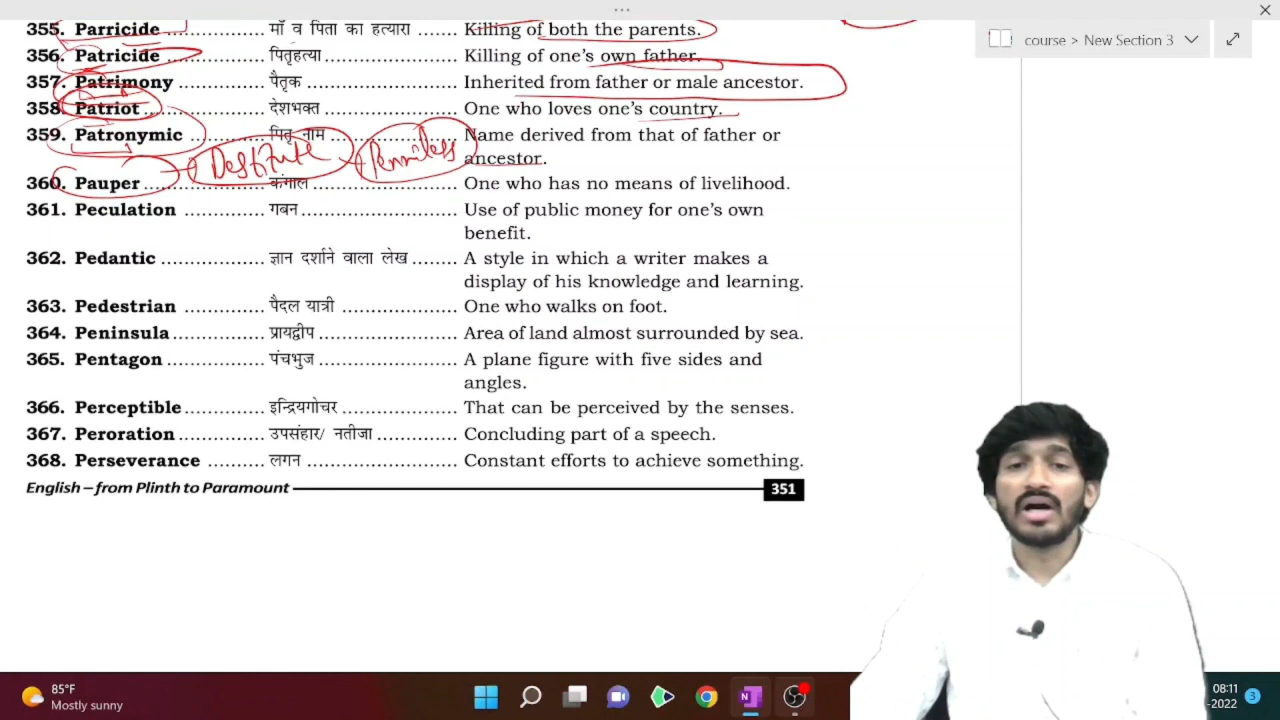 course > New Section 3
355. Parricide ................ माँ व पिता का हत्यारा ....... Killing of both the parents.
356. Patricide ................ पितृहत्या ...................... Killing of one's own father.
357. Patrimony .............. पैतृक ........................... Inherited from father or male ancestor.
358. Patriot .................... देशभक्त ....................... One who loves one's country.
359. Patronymic ............ पितृ नाम ...................... Name derived from that of father or
ancestor.
Destitute Penniless
360. Pauper .................... कंगाल ......................... One who has no means of livelihood.
361. Peculation .............. गबन ........................... Use of public money for one's own
benefit.
362. Pedantic .................. ज्ञान दर्शाने वाला लेख ........ A style in which a writer makes a
display of his knowledge and learning.
363. Pedestrian .............. पैदल यात्री .................... One who walks on foot.
364. Peninsula ............... प्रायद्वीप ....................... Area of land almost surrounded by sea.
365. Pentagon ................ पंचभुज ........................ A plane figure with five sides and
angles.
366. Perceptible ............. इन्द्रियगोचर .................... That can be perceived by the senses.
367. Peroration .............. उपसंहार/ नतीजा .............. Concluding part of a speech.
368. Perseverance .......... लगन ........................... Constant efforts to achieve something.
English – from Plinth to Paramount 351
85°F
Mostly sunny
08:11
-2022
3